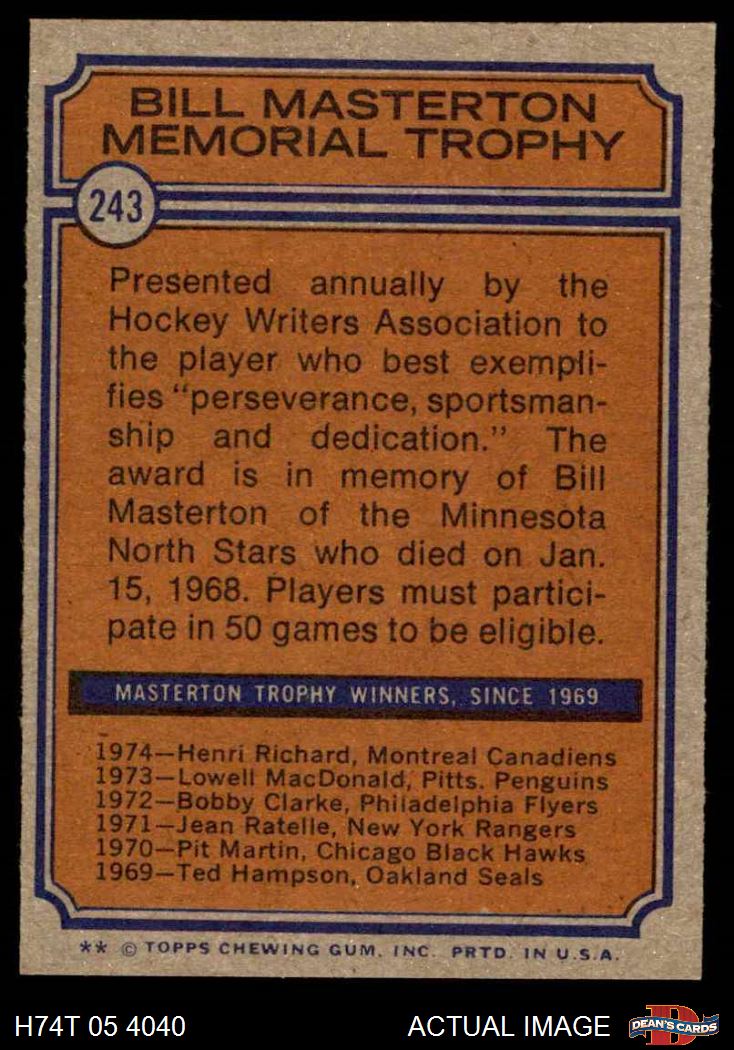 BILL MASTERTON
MEMORIAL TROPHY
243
Presented annually by the
Hockey Writers Association to
the player who best exempli-
fies "perseverance, sportsman-
ship and dedication." The
award is in memory of Bill
Masterton of the Minnesota
North Stars who died on Jan.
15, 1968. Players must partici-
pate in 50 games to be eligible.
MASTERTON TROPHY WINNERS, SINCE 1969
1974—Henri Richard, Montreal Canadiens
1973—Lowell MacDonald, Pitts. Penguins
1972—Bobby Clarke, Philadelphia Flyers
1971—Jean Ratelle, New York Rangers
1970—Pit Martin, Chicago Black Hawks
1969—Ted Hampson, Oakland Seals
** © TOPPS CHEWING GUM, INC. PRTD. IN U.S.A.
H74T 05 4040 ACTUAL IMAGE DEAN'S CARDS